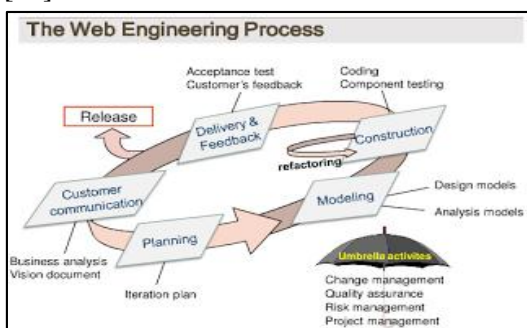 The Web Engineering Process
Acceptance test
Customer's feedback
Coding
Component testing
Release
Delivery &
Feedback
Construction
refactoring
Customer
communication
Modeling
Design models
Analysis models
Planning
Business analysis
Vision document
Iteration plan
Umbrella activites
Change management
Quality assurance
Risk management
Project management